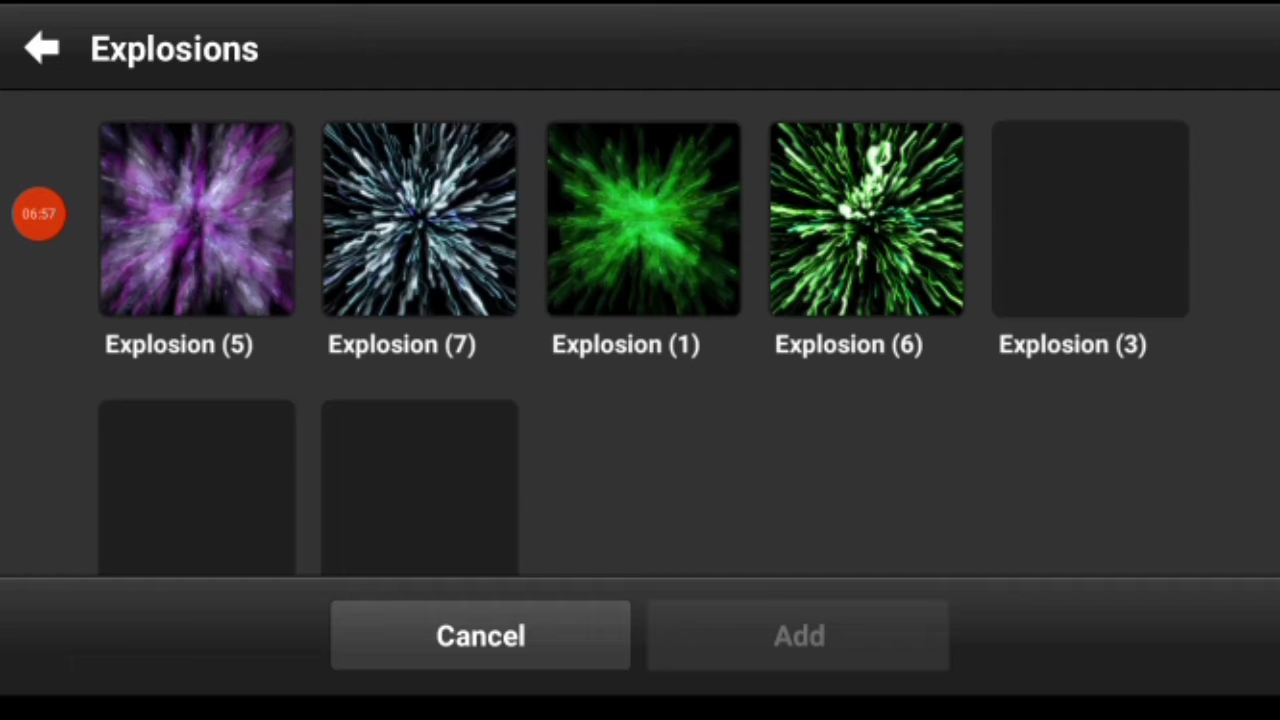 Explosions
06:57
Explosion (5)
Explosion (7)
Explosion (1)
Explosion (6)
Explosion (3)
Cancel
Add